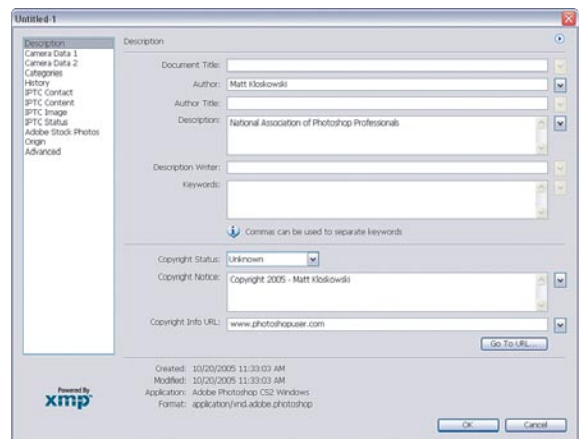 Untitled-1
Description
Camera Data 1
Camera Data 2
Categories
History
IPTC Contact
IPTC Content
IPTC Image
IPTC Status
Adobe Stock Photos
Origin
Advanced
Description
Document Title:
Author: Matt Kloskowski
Author Title:
Description: National Association of Photoshop Professionals
Description Writer:
Keywords:
Commas can be used to separate keywords
Copyright Status: Unknown
Copyright Notice: Copyright 2005 - Matt Kloskowski
Copyright Info URL: www.photoshopuser.com
Go To URL...
Created: 10/20/2005 11:33:03 AM
Modified: 10/20/2005 11:33:03 AM
Application: Adobe Photoshop CS2 Windows
Format: application/vnd.adobe.photoshop
Powered By
xmp
OK
Cancel